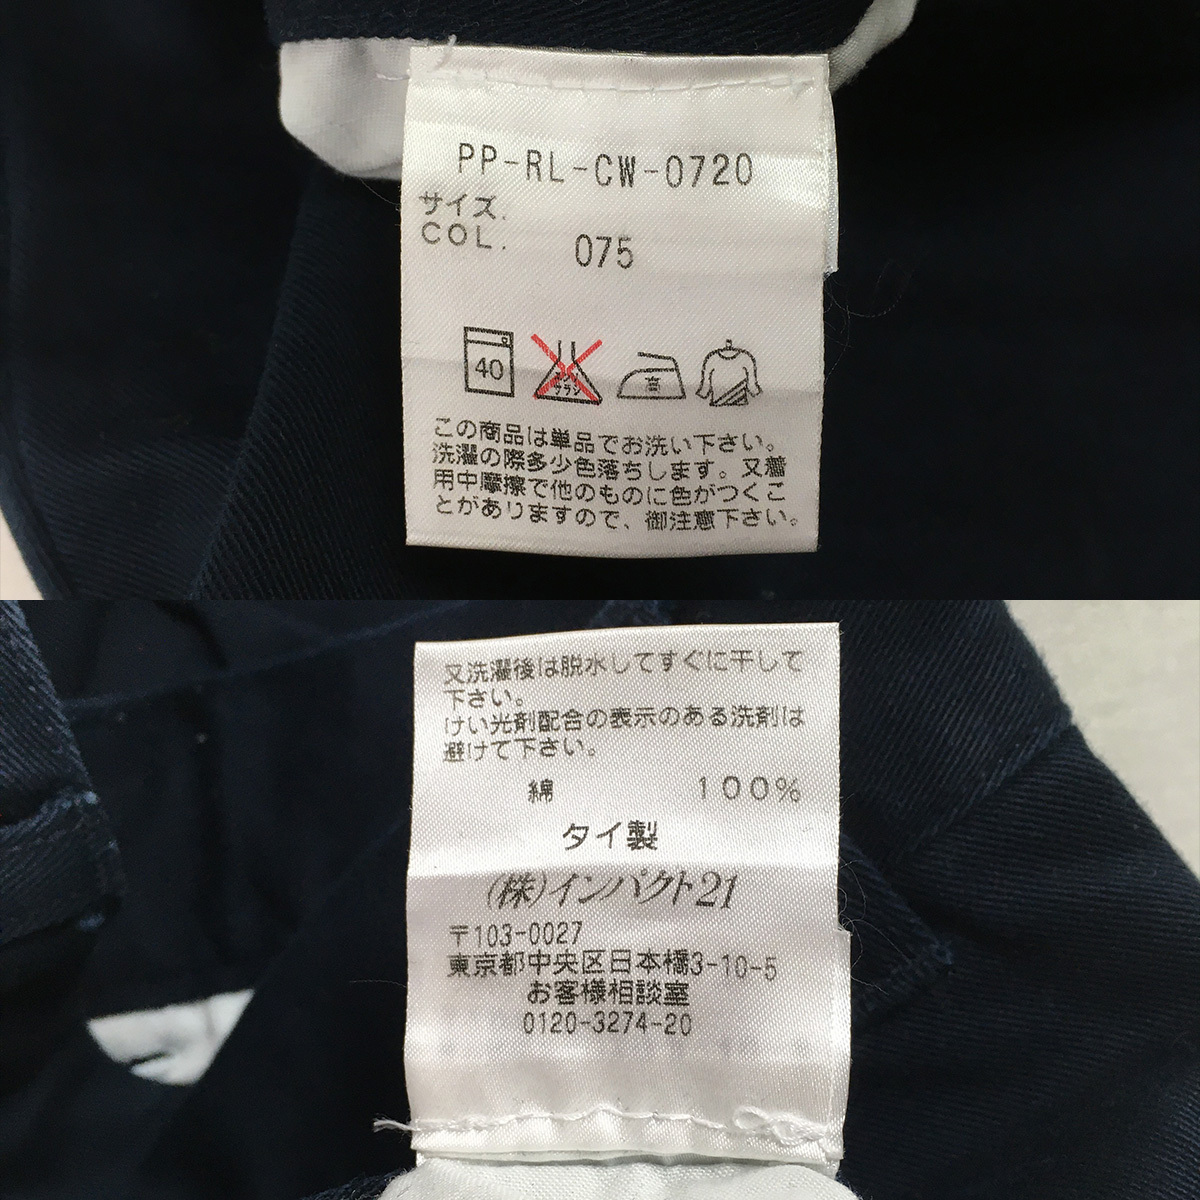 PP-RL-CW-0720
サイズ.
COL. 075
40
エンソ
フラシ
高
この商品は単品でお洗い下さい。
洗濯の際多少色落ちします。又着
用中摩擦で他のものに色がつくこ
とがありますので、御注意下さい。
又洗濯後は脱水してすぐに干して
下さい。
けい光剤配合の表示のある洗剤は
避けて下さい。
綿 100%
タイ製
(株)インパクト21
〒103-0027
東京都中央区日本橋3-10-5
お客様相談室
0120-3274-20